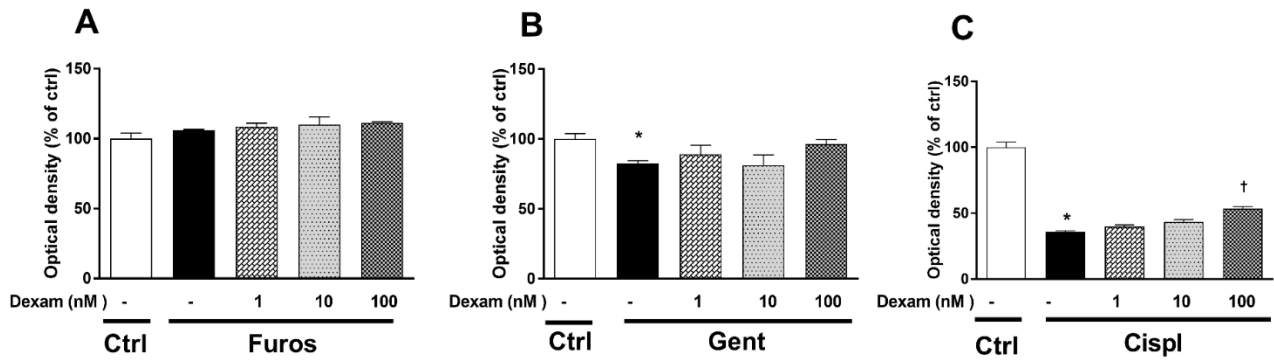 A
Optical density (% of ctrl)
150
100
50
0
Dexam (nM ) - - 1 10 100
Ctrl Furos
B
Optical density (% of ctrl)
150
100
50
0
*
Dexam (nM ) - - 1 10 100
Ctrl Gent
C
Optical density (% of ctrl)
150
100
50
0
* †
Dexam (nM ) - - 1 10 100
Ctrl Cispl